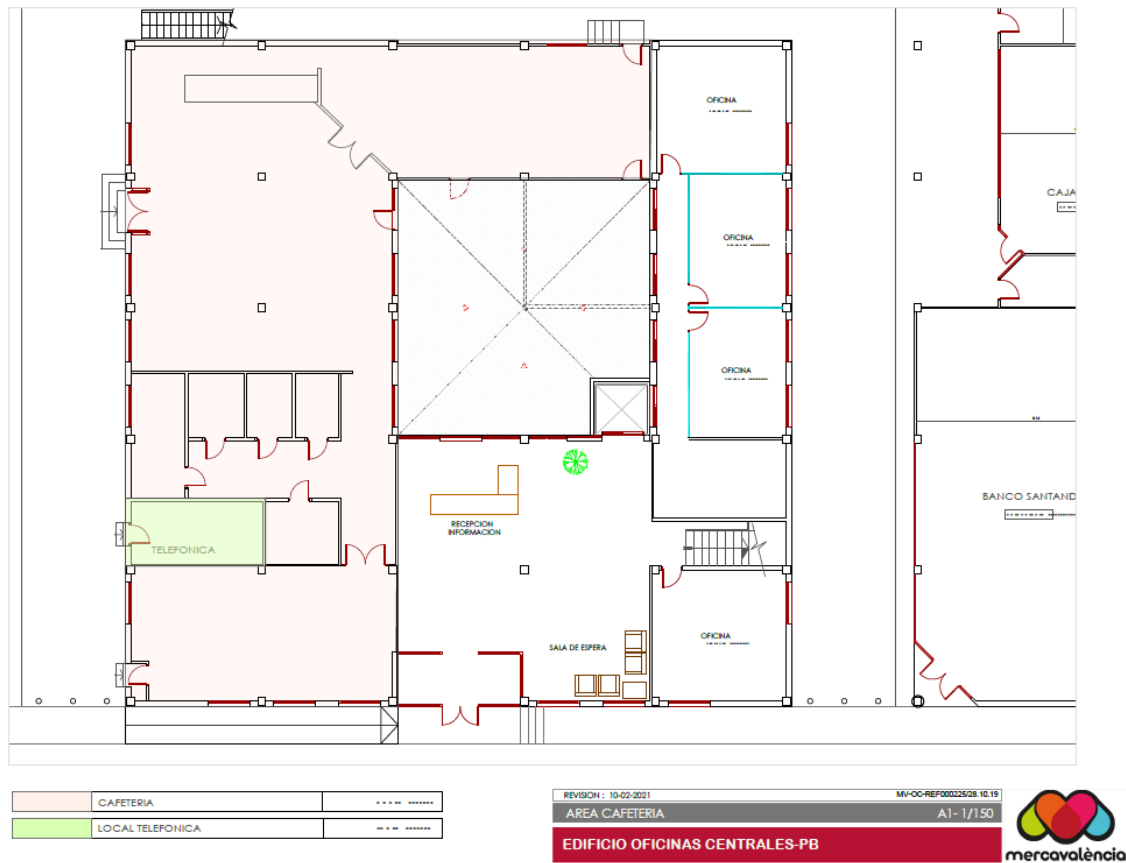 OFICINA
CAJA
OFICINA
OFICINA
BANCO SANTAND
RECEPCION
INFORMACION
TELEFONICA
OFICINA
SALA DE ESPERA
CAFETERIA
LOCAL TELEFONICA
REVISION : 10-02-2021
MV-OC-REF000225/28.10.19
AREA CAFETERIA
A1- 1/150
EDIFICIO OFICINAS CENTRALES-PB
mercavalència